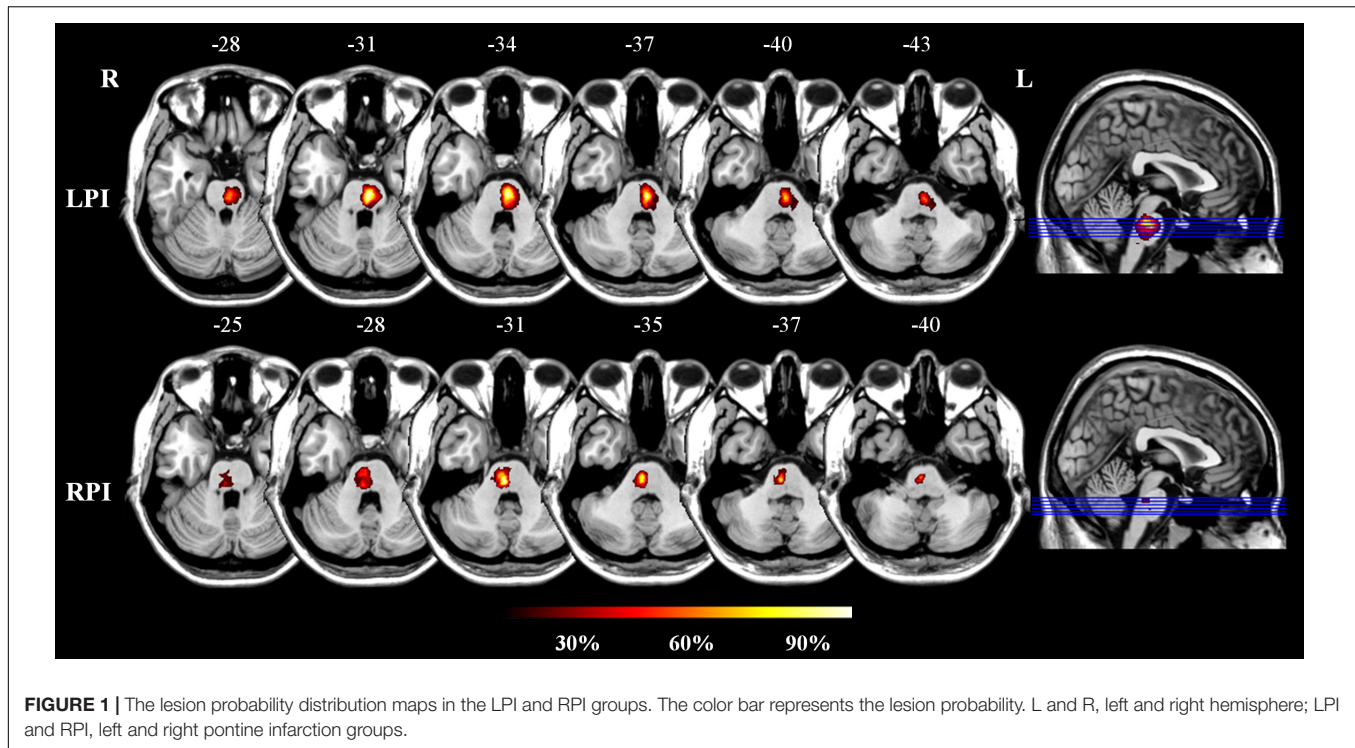 -28 -31 -34 -37 -40 -43
R L
LPI
-25 -28 -31 -35 -37 -40
RPI
30% 60% 90%
FIGURE 1 | The lesion probability distribution maps in the LPI and RPI groups. The color bar represents the lesion probability. L and R, left and right hemisphere; LPI
and RPI, left and right pontine infarction groups.